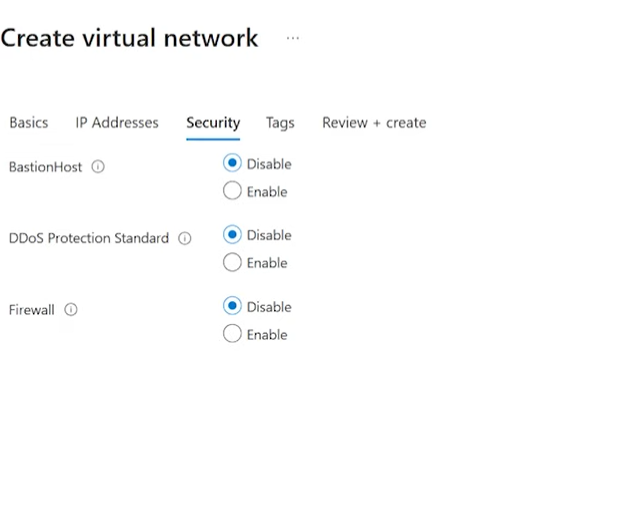 Create virtual network ...
Basics IP Addresses Security Tags Review + create
BastionHost Disable
Enable
DDoS Protection Standard Disable
Enable
Firewall Disable
Enable